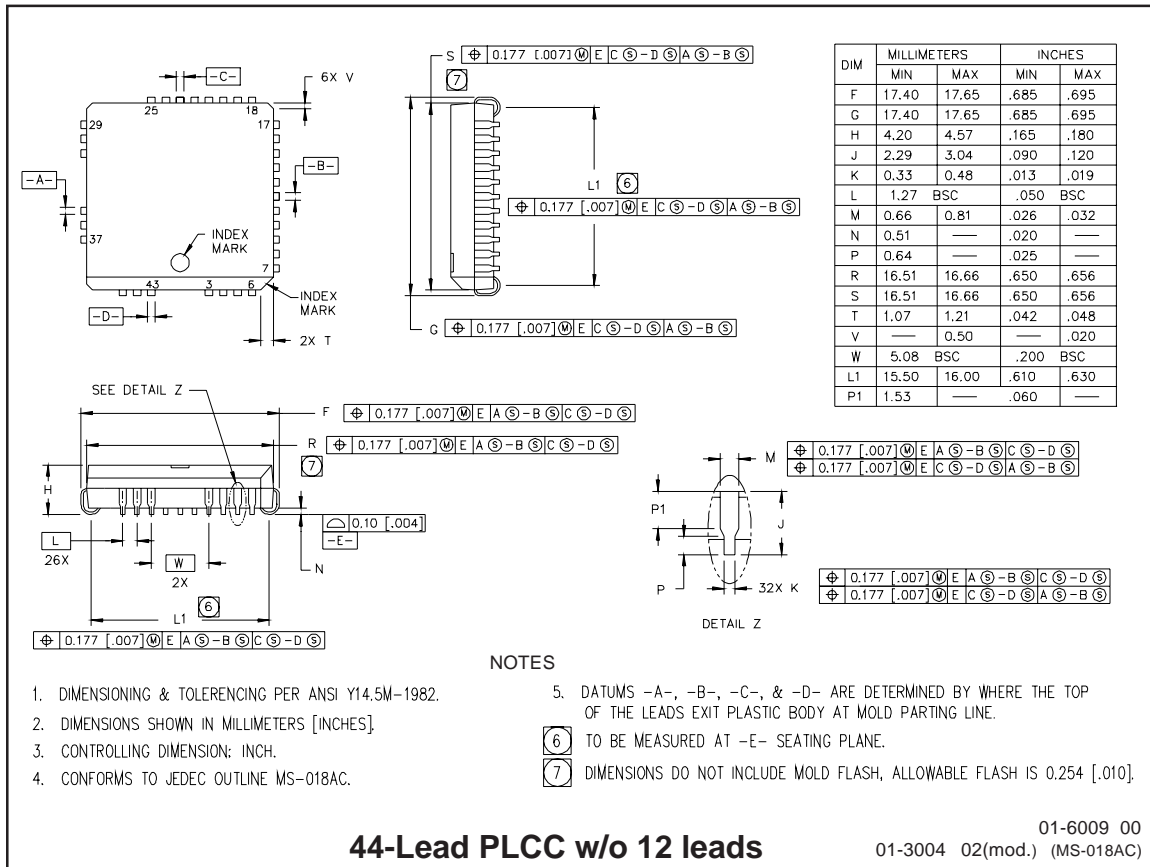 -C-
6X V
25
18
29
17
-A-
-B-
37
INDEX
MARK
7
43
3
6
INDEX
MARK
-D-
2X T
S ⌖ 0.177 [.007] Ⓜ E C Ⓢ -D Ⓢ A Ⓢ -B Ⓢ
7
L1 6
⌖ 0.177 [.007] Ⓜ E C Ⓢ -D Ⓢ A Ⓢ -B Ⓢ
G ⌖ 0.177 [.007] Ⓜ E C Ⓢ -D Ⓢ A Ⓢ -B Ⓢ
DIM MILLIMETERS INCHES
MIN MAX MIN MAX
F 17.40 17.65 .685 .695
G 17.40 17.65 .685 .695
H 4.20 4.57 .165 .180
J 2.29 3.04 .090 .120
K 0.33 0.48 .013 .019
L 1.27 BSC .050 BSC
M 0.66 0.81 .026 .032
N 0.51 — .020 —
P 0.64 — .025 —
R 16.51 16.66 .650 .656
S 16.51 16.66 .650 .656
T 1.07 1.21 .042 .048
V — 0.50 — .020
W 5.08 BSC .200 BSC
L1 15.50 16.00 .610 .630
P1 1.53 — .060 —
SEE DETAIL Z
F ⌖ 0.177 [.007] Ⓜ E A Ⓢ -B Ⓢ C Ⓢ -D Ⓢ
R ⌖ 0.177 [.007] Ⓜ E A Ⓢ -B Ⓢ C Ⓢ -D Ⓢ
7
H
⌓ 0.10 [.004]
-E-
L
26X
W
2X
N
L1 6
⌖ 0.177 [.007] Ⓜ E A Ⓢ -B Ⓢ C Ⓢ -D Ⓢ
M ⌖ 0.177 [.007] Ⓜ E A Ⓢ -B Ⓢ C Ⓢ -D Ⓢ
⌖ 0.177 [.007] Ⓜ E C Ⓢ -D Ⓢ A Ⓢ -B Ⓢ
P1
J
P
32X K
⌖ 0.177 [.007] Ⓜ E A Ⓢ -B Ⓢ C Ⓢ -D Ⓢ
⌖ 0.177 [.007] Ⓜ E C Ⓢ -D Ⓢ A Ⓢ -B Ⓢ
DETAIL Z
NOTES
1. DIMENSIONING & TOLERENCING PER ANSI Y14.5M-1982.
2. DIMENSIONS SHOWN IN MILLIMETERS [INCHES].
3. CONTROLLING DIMENSION: INCH.
4. CONFORMS TO JEDEC OUTLINE MS-018AC.
5. DATUMS -A-, -B-, -C-, & -D- ARE DETERMINED BY WHERE THE TOP
OF THE LEADS EXIT PLASTIC BODY AT MOLD PARTING LINE.
6 TO BE MEASURED AT -E- SEATING PLANE.
7 DIMENSIONS DO NOT INCLUDE MOLD FLASH, ALLOWABLE FLASH IS 0.254 [.010].
44-Lead PLCC w/o 12 leads
01-6009 00
01-3004 02(mod.) (MS-018AC)